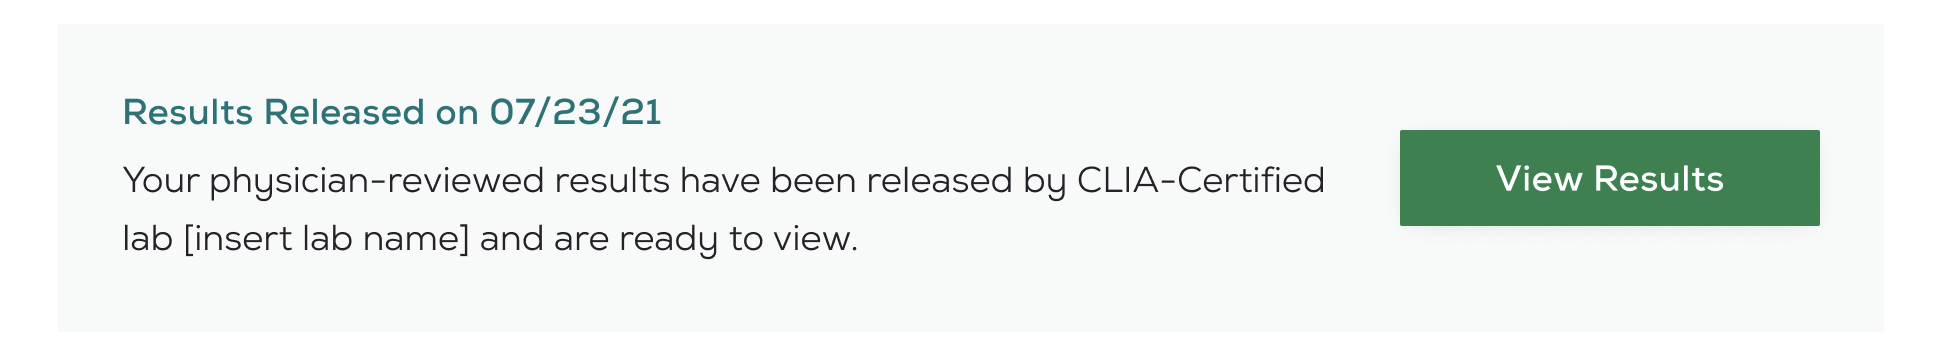 Results Released on 07/23/21
Your physician-reviewed results have been released by CLIA-Certified
lab [insert lab name] and are ready to view.
View Results